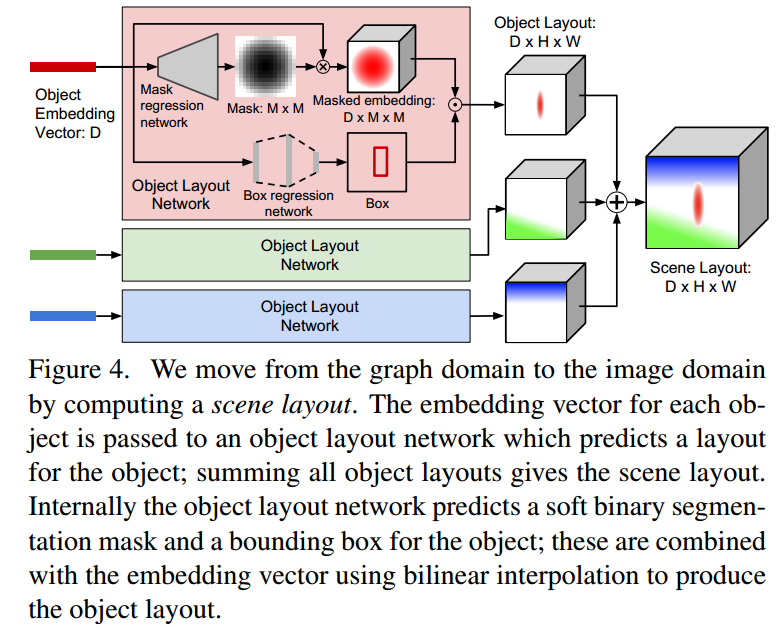 Object Layout:
D x H x W
Object
Embedding
Vector: D
Mask
regression
network
Mask: M x M
Masked embedding:
D x M x M
Object Layout
Network
Box regression
network
Box
Object Layout
Network
Object Layout
Network
Scene Layout:
D x H x W
Figure 4. We move from the graph domain to the image domain
by computing a scene layout. The embedding vector for each ob-
ject is passed to an object layout network which predicts a layout
for the object; summing all object layouts gives the scene layout.
Internally the object layout network predicts a soft binary segmen-
tation mask and a bounding box for the object; these are combined
with the embedding vector using bilinear interpolation to produce
the object layout.